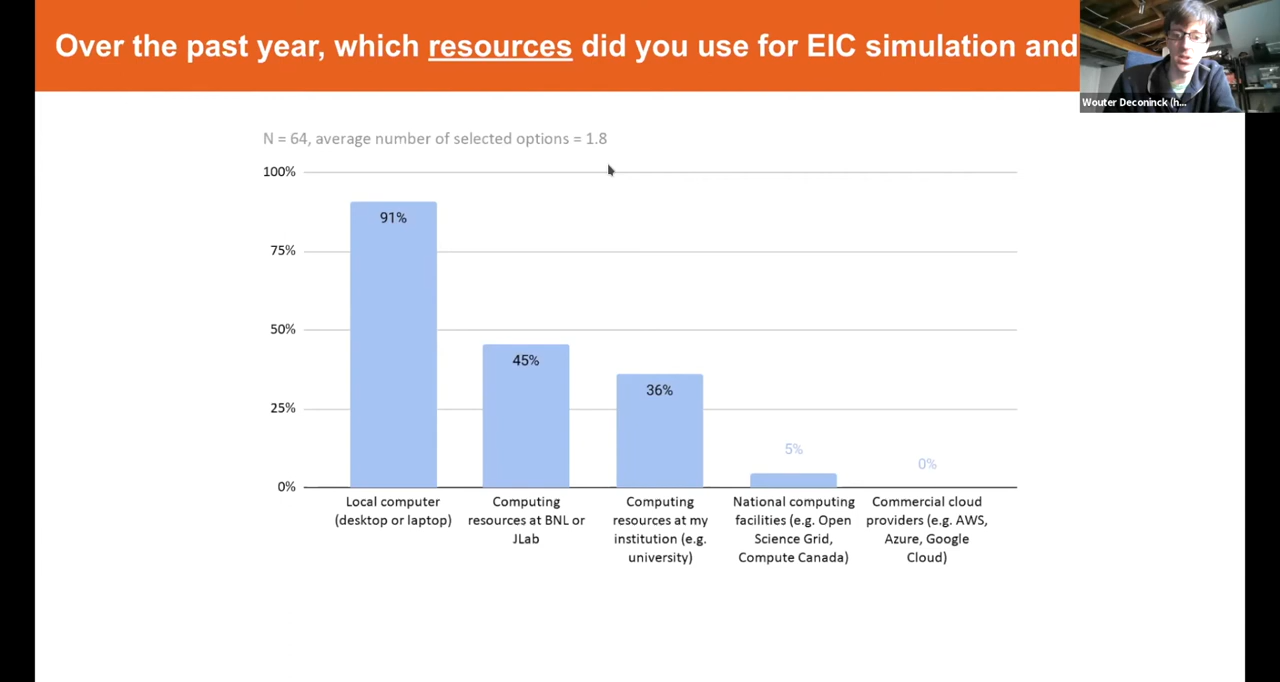 Over the past year, which resources did you use for EIC simulation and
Wouter Deconinck (h...
N = 64, average number of selected options = 1.8
100%
75%
50%
25%
0%
91%
45%
36%
5%
0%
Local computer
(desktop or laptop)
Computing
resources at BNL or
JLab
Computing
resources at my
institution (e.g.
university)
National computing
facilities (e.g. Open
Science Grid,
Compute Canada)
Commercial cloud
providers (e.g. AWS,
Azure, Google
Cloud)